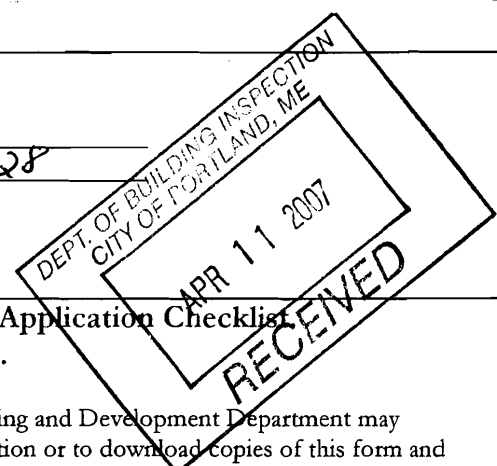 28
DEPT. OF BUILDING INSPECTION
CITY OF PORTLAND, ME
APR 11 2007
RECEIVED
Application Checklist
.
ing and Development Department may
tion or to download copies of this form and